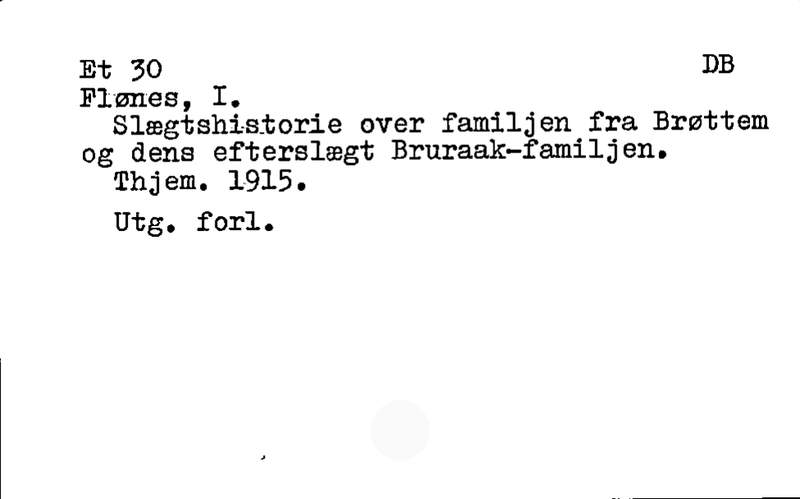 Et 30 DB
Flønes, I.
Slægtshistorie over familjen fra Brøttem
og dens efterslægt Bruraak-familjen.
Thjem. 1915.
Utg. forl.